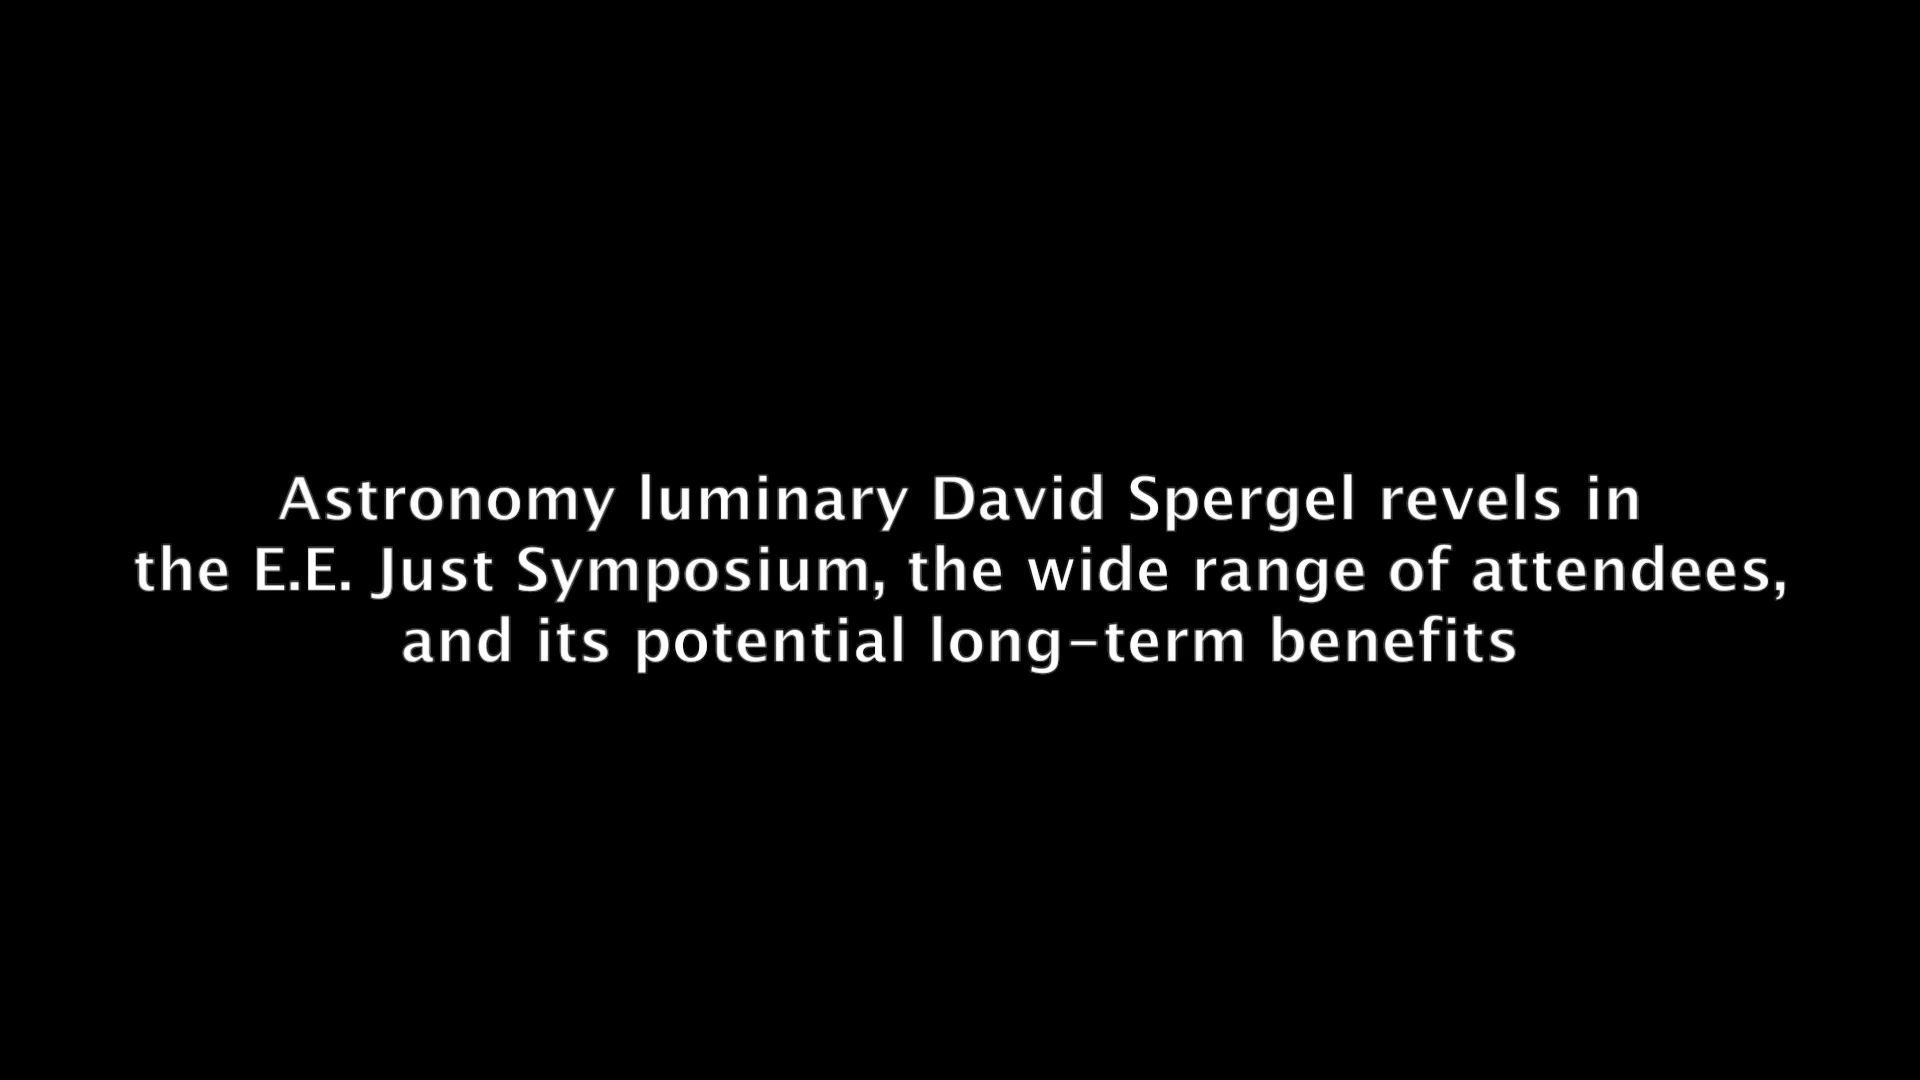 Astronomy luminary David Spergel revels in
the E.E. Just Symposium, the wide range of attendees,
and its potential long-term benefits